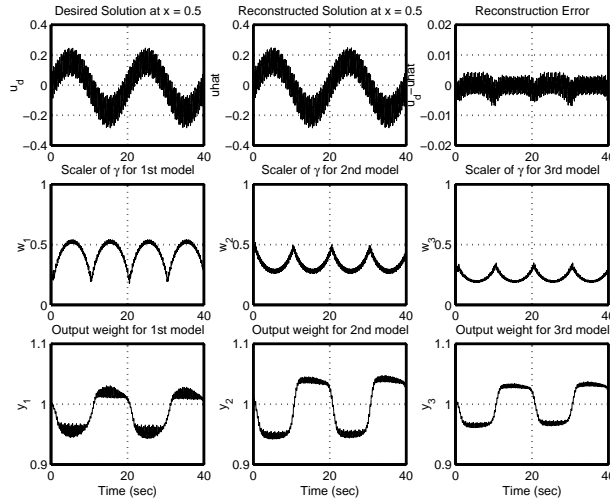 Desired Solution at x = 0.5
Reconstructed Solution at x = 0.5
Reconstruction Error
0.4
0.2
0
−0.2
−0.4
u_d
0
20
40
0.4
0.2
0
−0.2
−0.4
uhat
0
20
40
0.02
0.01
0
−0.01
−0.02
u_d−uhat
0
20
40
Scaler of γ for 1st model
Scaler of γ for 2nd model
Scaler of γ for 3rd model
1
0.5
0
w_1
0
20
40
1
0.5
0
w_2
0
20
40
1
0.5
0
w_3
0
20
40
Output weight for 1st model
Output weight for 2nd model
Output weight for 3rd model
1.1
1
0.9
y_1
0
20
40
Time (sec)
1.1
1
0.9
y_2
0
20
40
Time (sec)
1.1
1
0.9
y_3
0
20
40
Time (sec)